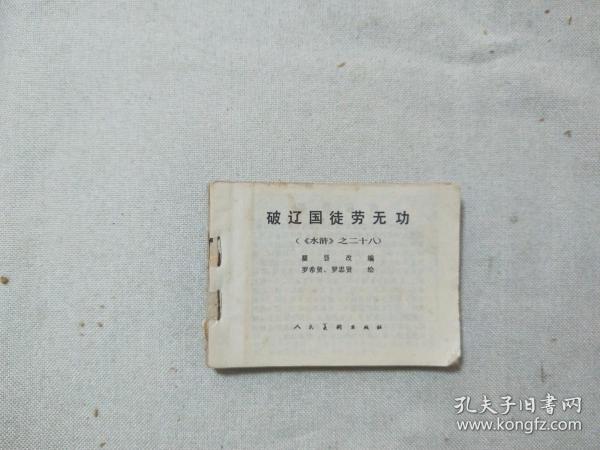 破辽国徒劳无功
(《水浒》之二十八)
改编
罗希贤、罗忠贤 绘
人民美术出版社
孔夫子旧书网
www.kongfz.com